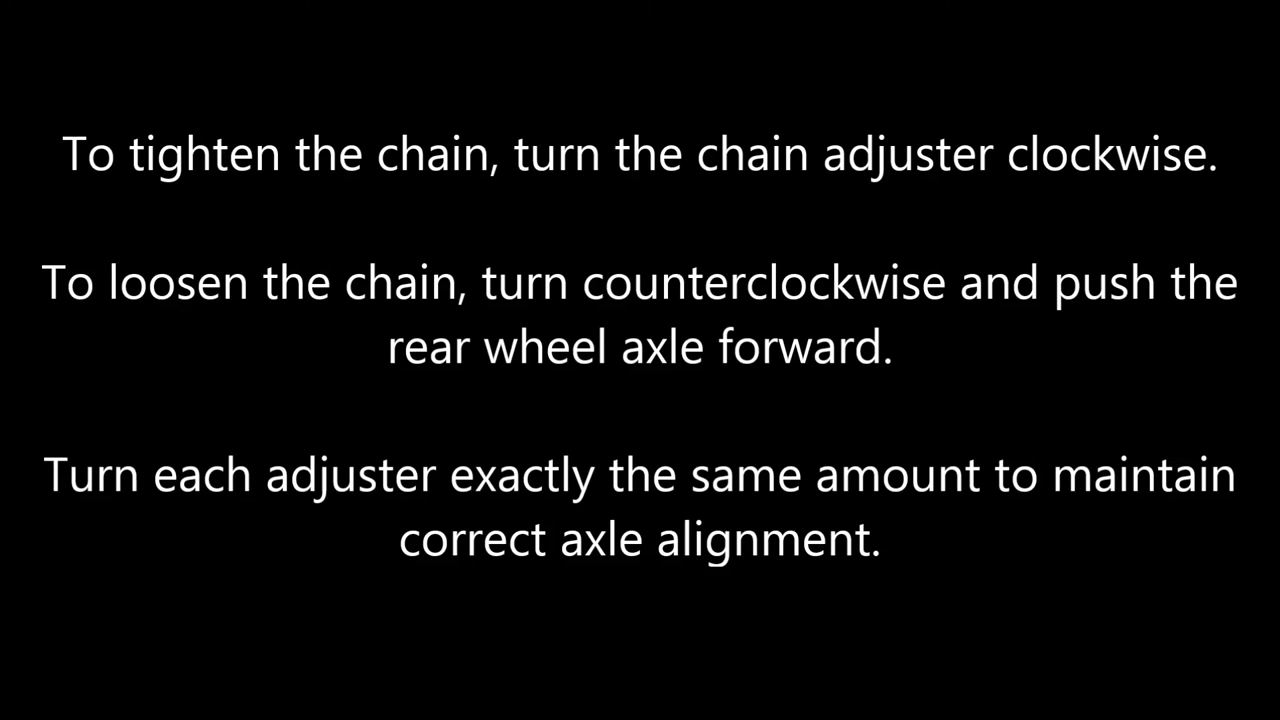 To tighten the chain, turn the chain adjuster clockwise.
To loosen the chain, turn counterclockwise and push the
rear wheel axle forward.
Turn each adjuster exactly the same amount to maintain
correct axle alignment.